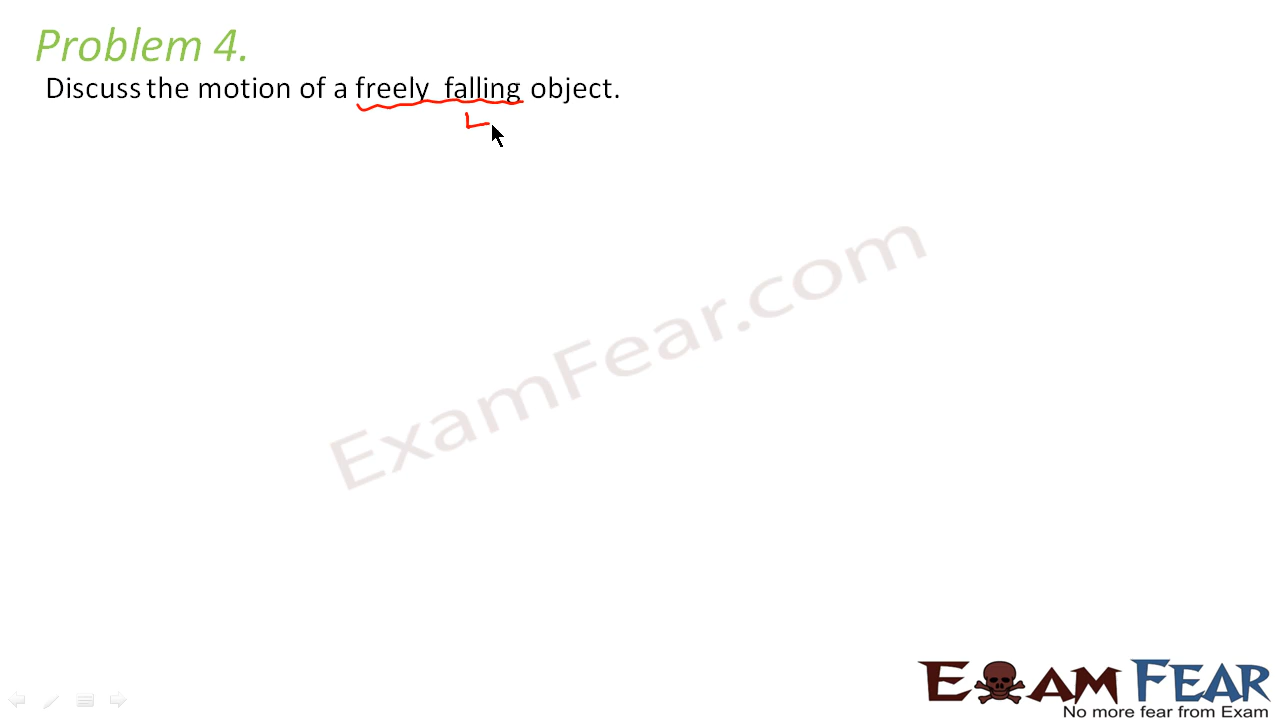 Problem 4.
Discuss the motion of a freely falling object.
ExamFear.com
EXAM FEAR
No more fear from Exam